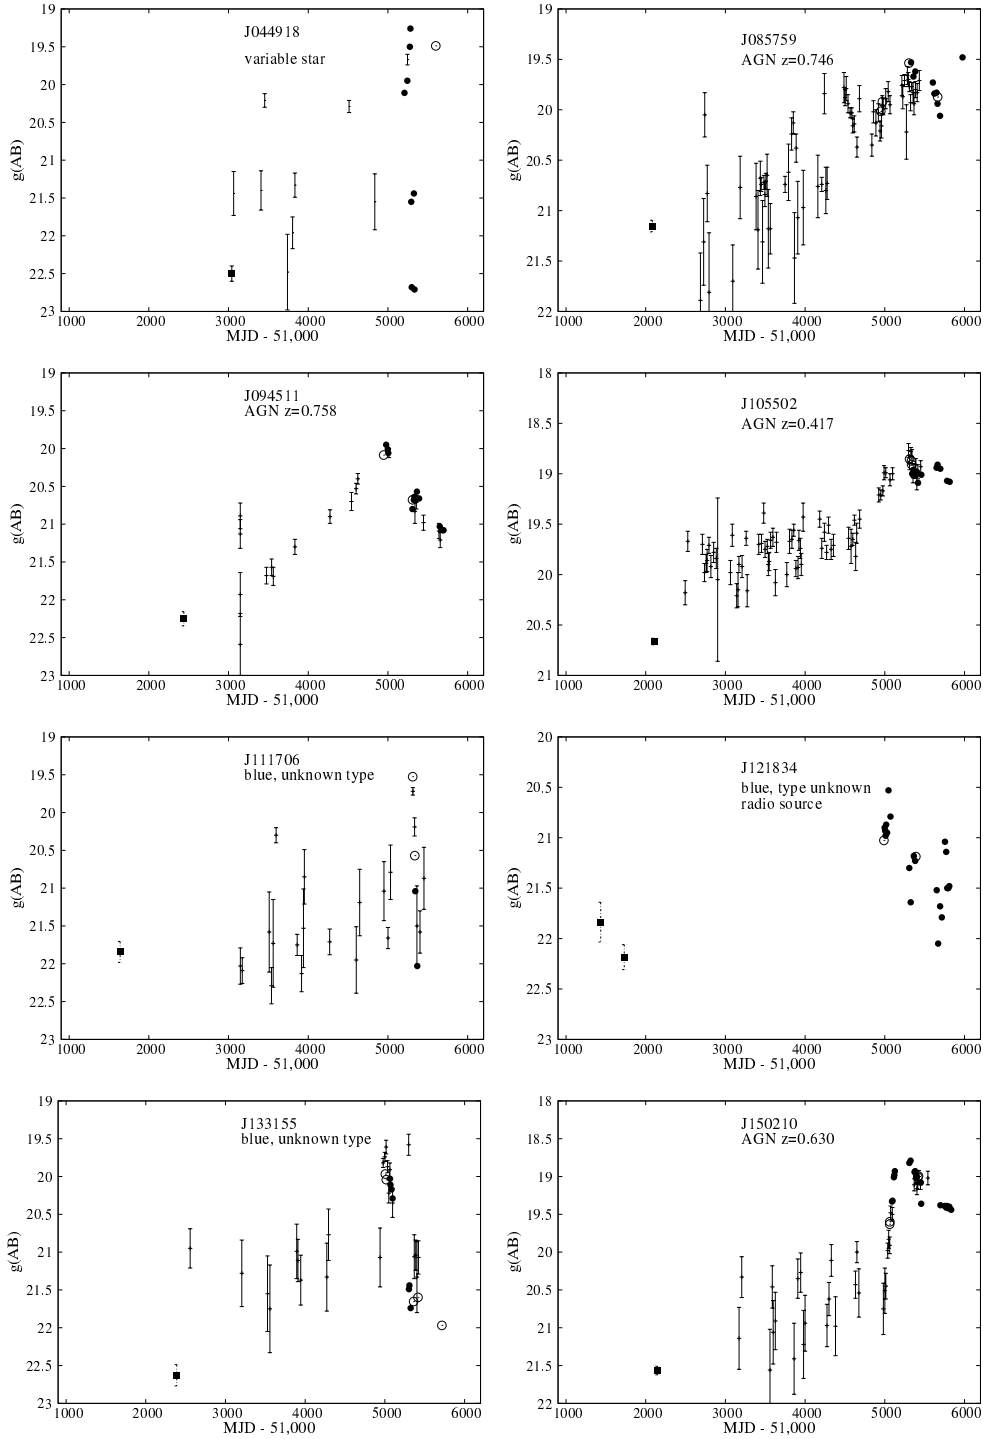 19
19.5
20
20.5
21
21.5
22
22.5
23
g(AB)
J044918
variable star
1000 2000 3000 4000 5000 6000
MJD - 51,000
19
19.5
20
20.5
21
21.5
22
g(AB)
J085759
AGN z=0.746
1000 2000 3000 4000 5000 6000
MJD - 51,000
19
19.5
20
20.5
21
21.5
22
22.5
23
g(AB)
J094511
AGN z=0.758
1000 2000 3000 4000 5000 6000
MJD - 51,000
18
18.5
19
19.5
20
20.5
21
g(AB)
J105502
AGN z=0.417
1000 2000 3000 4000 5000 6000
MJD - 51,000
19
19.5
20
20.5
21
21.5
22
22.5
23
g(AB)
J111706
blue, unknown type
1000 2000 3000 4000 5000 6000
MJD - 51,000
20
20.5
21
21.5
22
22.5
23
g(AB)
J121834
blue, type unknown
radio source
1000 2000 3000 4000 5000 6000
MJD - 51,000
19
19.5
20
20.5
21
21.5
22
22.5
23
g(AB)
J133155
blue, unknown type
1000 2000 3000 4000 5000 6000
MJD - 51,000
18
18.5
19
19.5
20
20.5
21
21.5
22
g(AB)
J150210
AGN z=0.630
1000 2000 3000 4000 5000 6000
MJD - 51,000